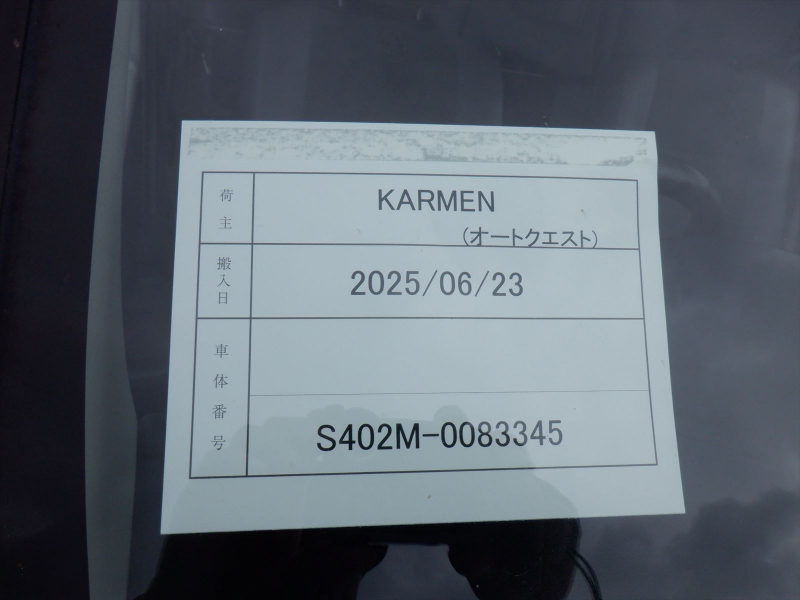 荷主
KARMEN
(オートクエスト)
搬入日
2025/06/23
車体番号
S402M-0083345